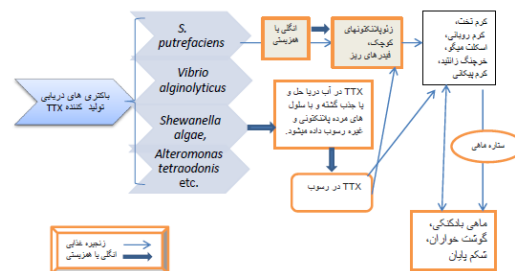 باکتری های دریایی
تولید کننده TTX
S.
putrefaciens
Vibrio
alginolyticus
Shewanella
algae,
Alteromonas
tetraodonis
etc.
انگلی یا
همزیستی
زئوپلانکتونهای
کوچک،
فیدرهای ریز
کرم تخت،
کرم روبانی،
اسکلت میگو،
خرچنگ زانتید،
کرم پیکانی
TTX در آب دریا حل و
یا جذب گشته و یا سلول
های مرده پلانکتونی و
غیره رسوب داده میشود.
TTX در رسوب
ستاره ماهی
ماهی بادکنکی،
گوشت خواران،
شکم پایان
زنجیره غذایی
انگلی یا همزیستی